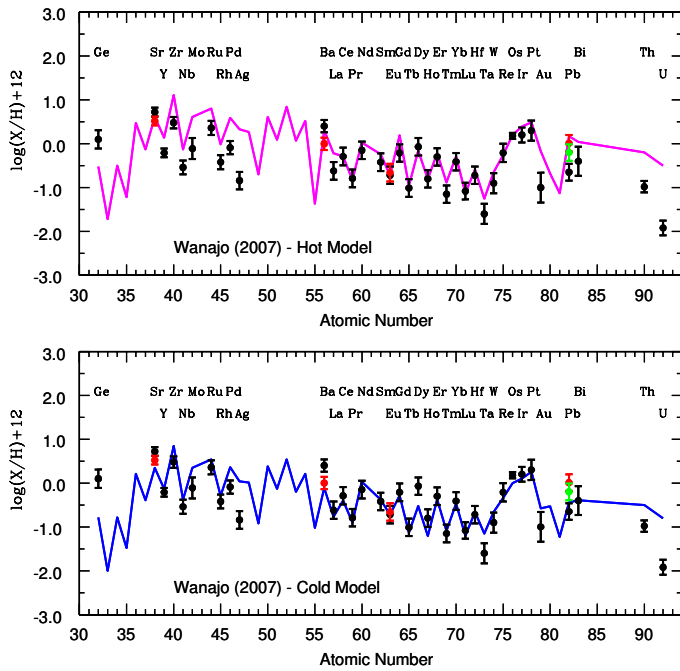 3.0
2.0
1.0
0.0
-1.0
-2.0
-3.0
log(X/H)+12
Ge Sr Zr Mo Ru Pd Ba Ce Nd Sm Gd Dy Er Yb Hf W Os Pt Bi Th
Y Nb Rh Ag La Pr Eu Tb Ho Tm Lu Ta Re Ir Au Pb U
Wanajo (2007) - Hot Model
30 35 40 45 50 55 60 65 70 75 80 85 90
Atomic Number
3.0
2.0
1.0
0.0
-1.0
-2.0
-3.0
log(X/H)+12
Ge Sr Zr Mo Ru Pd Ba Ce Nd Sm Gd Dy Er Yb Hf W Os Pt Bi Th
Y Nb Rh Ag La Pr Eu Tb Ho Tm Lu Ta Re Ir Au Pb U
Wanajo (2007) - Cold Model
30 35 40 45 50 55 60 65 70 75 80 85 90
Atomic Number